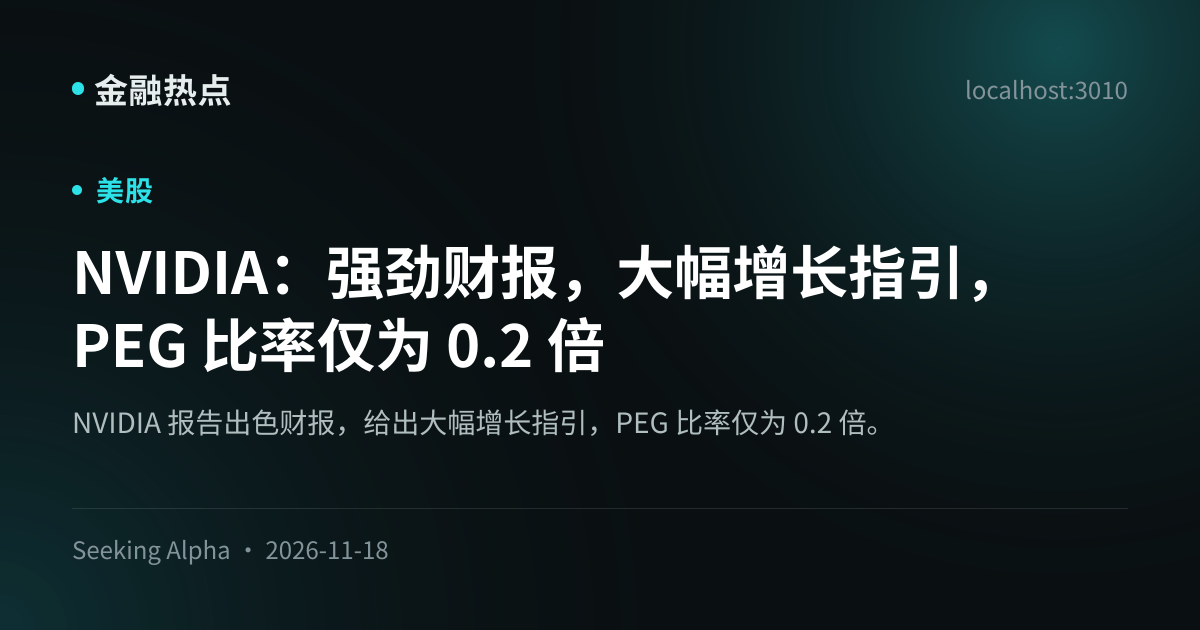 金融热点
localhost:3010
美股
NVIDIA：强劲财报，大幅增长指引，
PEG 比率仅为 0.2 倍
NVIDIA 报告出色财报，给出大幅增长指引，PEG 比率仅为 0.2 倍。
Seeking Alpha · 2026-11-18